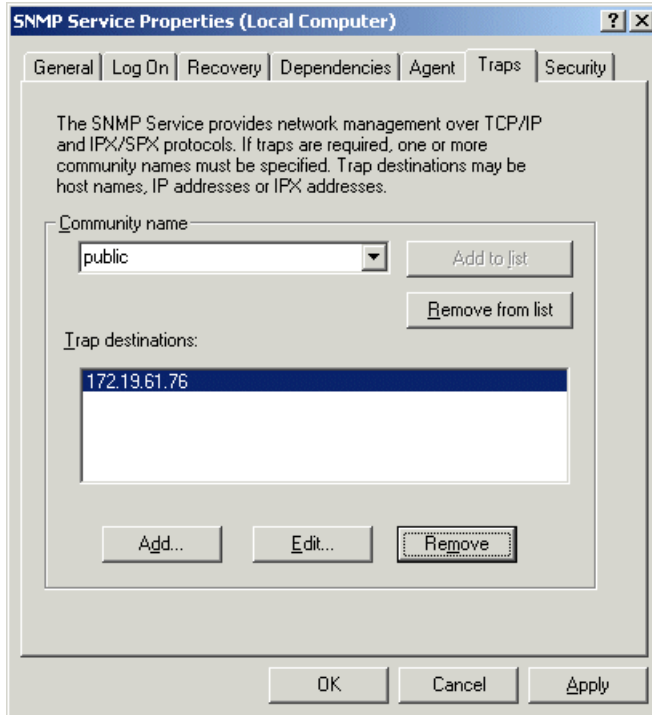 SNMP Service Properties (Local Computer)
General Log On Recovery Dependencies Agent Traps Security
The SNMP Service provides network management over TCP/IP
and IPX/SPX protocols. If traps are required, one or more
community names must be specified. Trap destinations may be
host names, IP addresses or IPX addresses.
Community name
public Add to list
Remove from list
Trap destinations:
172.19.61.76
Add... Edit... Remove
OK Cancel Apply